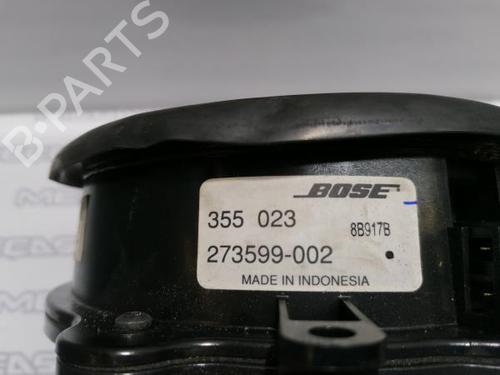 B-PARTS
BOSE
355 023
8B917B
273599-002
MADE IN INDONESIA